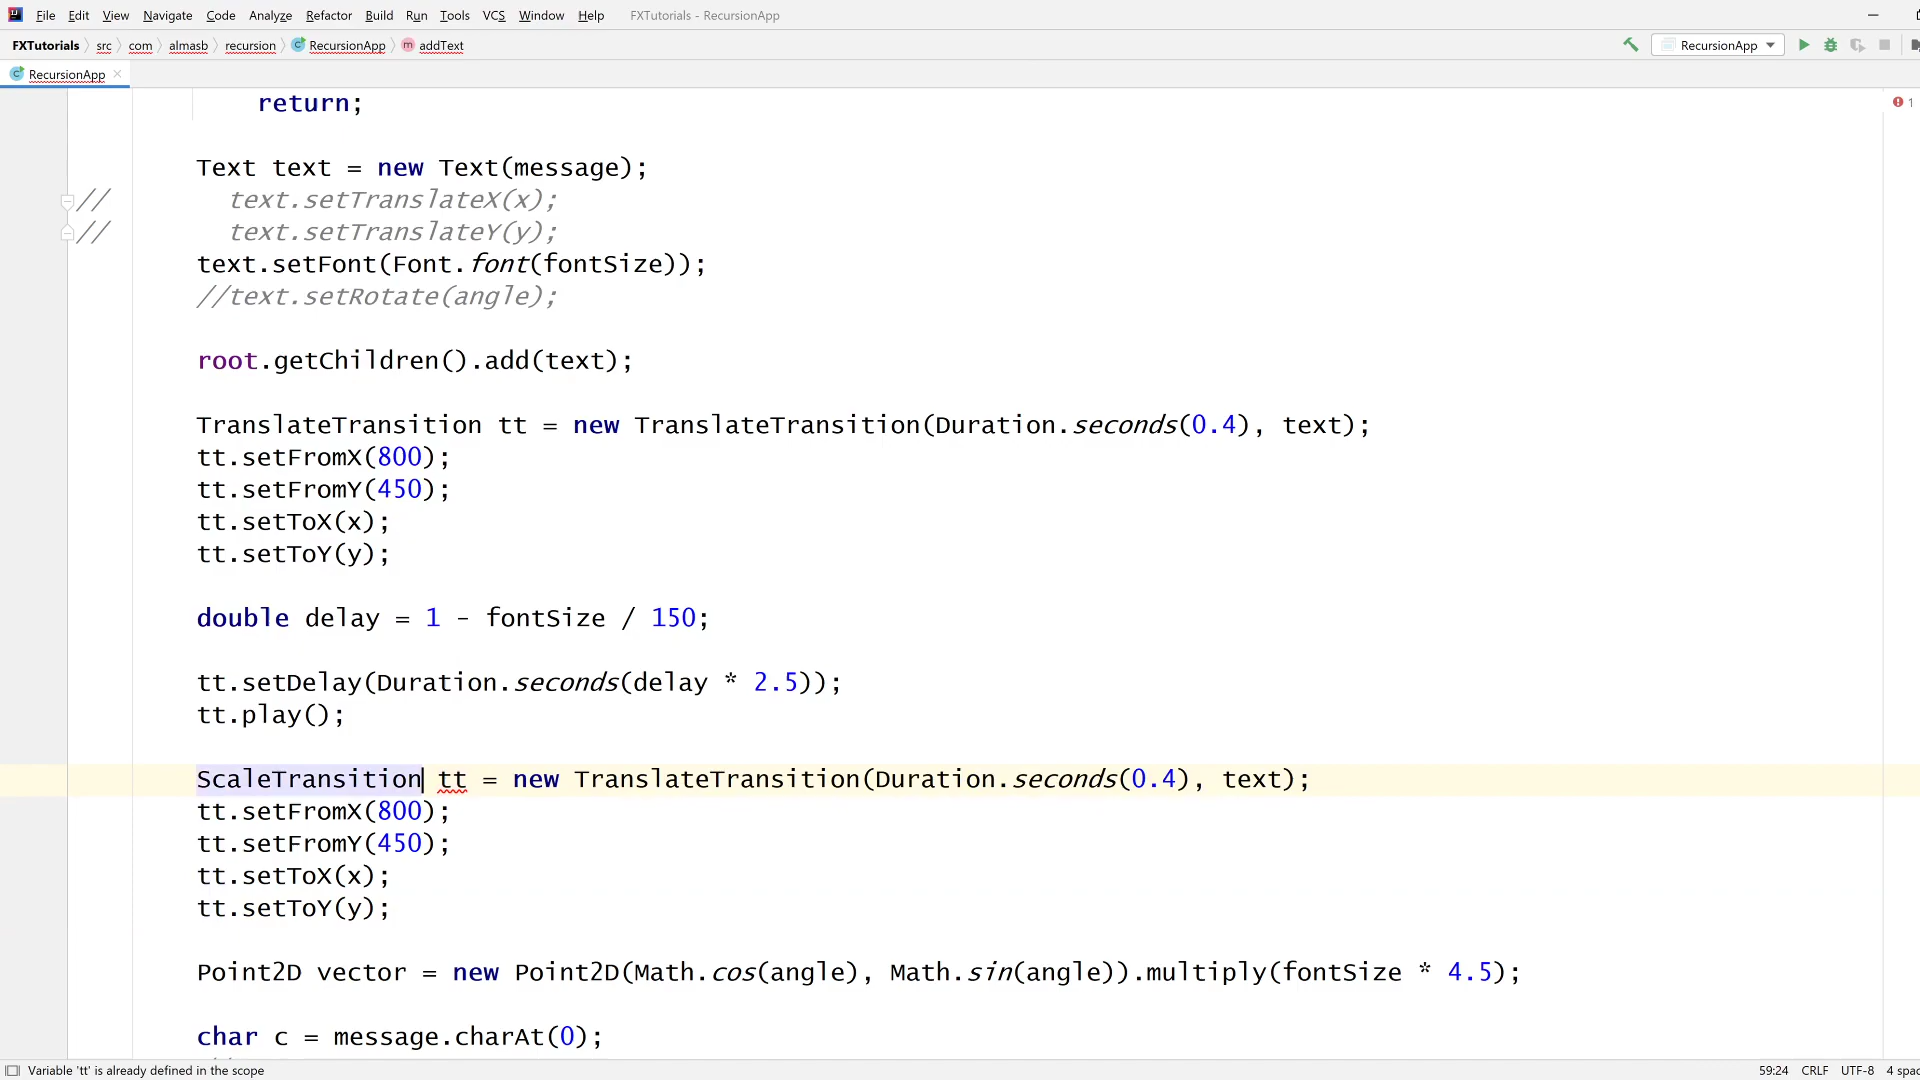 File Edit View Navigate Code Analyze Refactor Build Run Tools VCS Window Help FXTutorials - RecursionApp
FXTutorials src com almasb recursion RecursionApp addText RecursionApp
RecursionApp
return;
1
Text text = new Text(message);
// text.setTranslateX(x);
// text.setTranslateY(y);
text.setFont(Font.font(fontSize));
//text.setRotate(angle);
root.getChildren().add(text);
TranslateTransition tt = new TranslateTransition(Duration.seconds(0.4), text);
tt.setFromX(800);
tt.setFromY(450);
tt.setToX(x);
tt.setToY(y);
double delay = 1 - fontSize / 150;
tt.setDelay(Duration.seconds(delay * 2.5));
tt.play();
ScaleTransition tt = new TranslateTransition(Duration.seconds(0.4), text);
tt.setFromX(800);
tt.setFromY(450);
tt.setToX(x);
tt.setToY(y);
Point2D vector = new Point2D(Math.cos(angle), Math.sin(angle)).multiply(fontSize * 4.5);
char c = message.charAt(0);
Variable 'tt' is already defined in the scope 59:24 CRLF UTF-8 4 spac